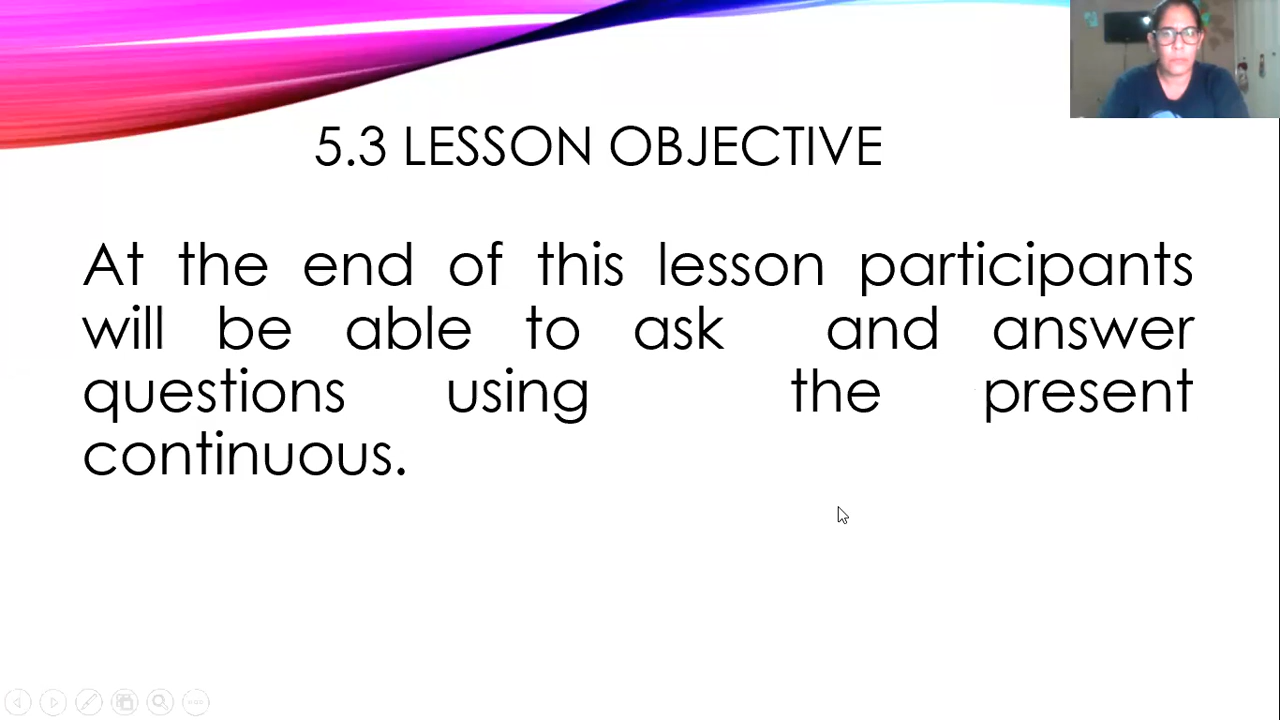 5.3 LESSON OBJECTIVE
At the end of this lesson participants
will be able to ask and answer
questions using the present
continuous.